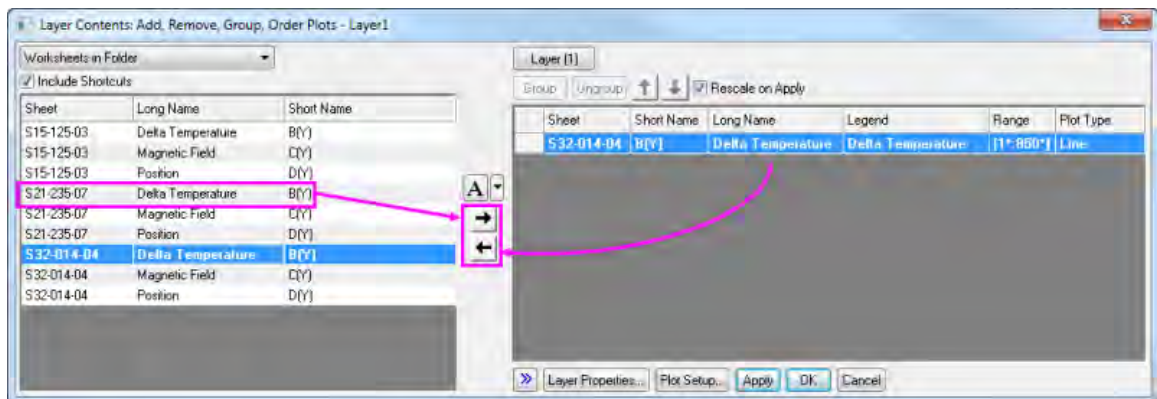 Layer Contents: Add, Remove, Group, Order Plots - Layer1
Worksheets in Folder
Include Shortcuts
Sheet Long Name Short Name
S15-125-03 Delta Temperature B(Y)
S15-125-03 Magnetic Field C(Y)
S15-125-03 Position D(Y)
S21-235-07 Delta Temperature B(Y)
S21-235-07 Magnetic Field C(Y)
S21-235-07 Position D(Y)
S32-014-04 Delta Temperature B(Y)
S32-014-04 Magnetic Field C(Y)
S32-014-04 Position D(Y)
A
Layer (1)
Group Ungroup Rescale on Apply
Sheet Short Name Long Name Legend Range Plot Type
S32-014-04 B(Y) Delta Temperature Delta Temperature [1*:860*] Line
Layer Properties... Plot Setup... Apply OK Cancel